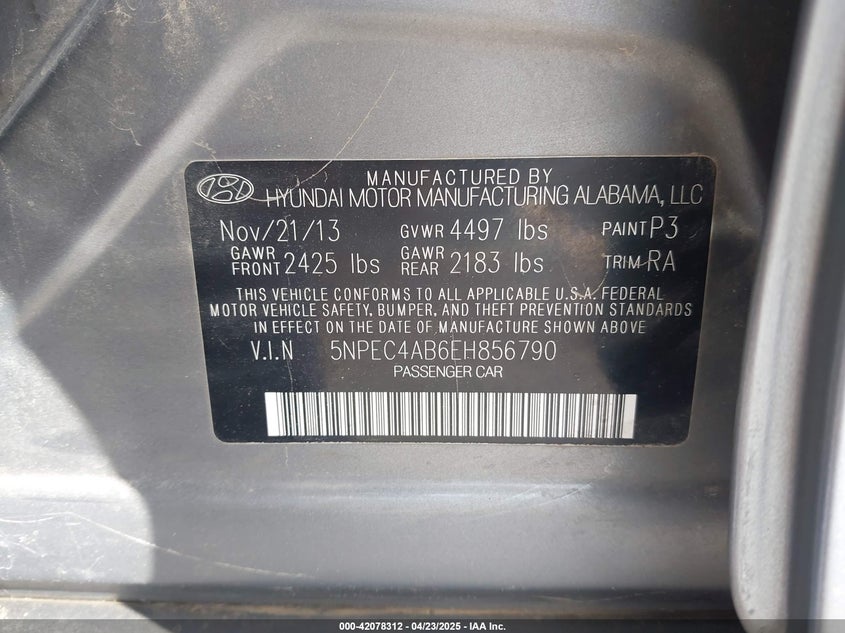 MANUFACTURED BY
HYUNDAI MOTOR MANUFACTURING ALABAMA, LLC
Nov/21/13 GVWR 4497 lbs PAINT P3
GAWR FRONT 2425 lbs GAWR REAR 2183 lbs TRIM RA
THIS VEHICLE CONFORMS TO ALL APPLICABLE U.S.A. FEDERAL
MOTOR VEHICLE SAFETY, BUMPER, AND THEFT PREVENTION STANDARDS
IN EFFECT ON THE DATE OF MANUFACTURE SHOWN ABOVE
V.I.N 5NPEC4AB6EH856790
PASSENGER CAR
000-42078312 - 04/23/2025 - IAA Inc.